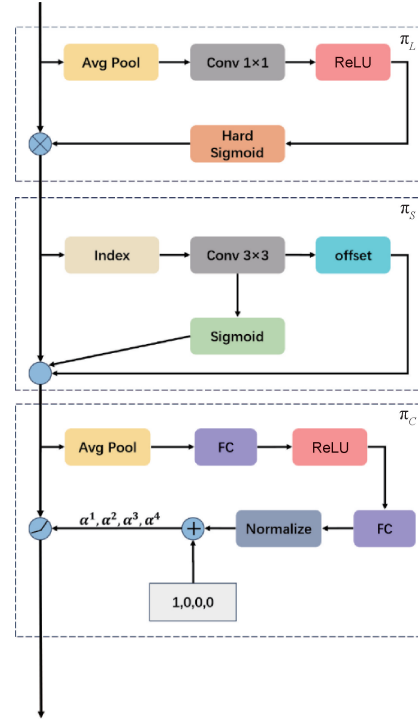 π_L
Avg Pool
Conv 1×1
ReLU
Hard
Sigmoid
π_S
Index
Conv 3×3
offset
Sigmoid
π_C
Avg Pool
FC
ReLU
α¹, α², α³, α⁴
Normalize
FC
1,0,0,0